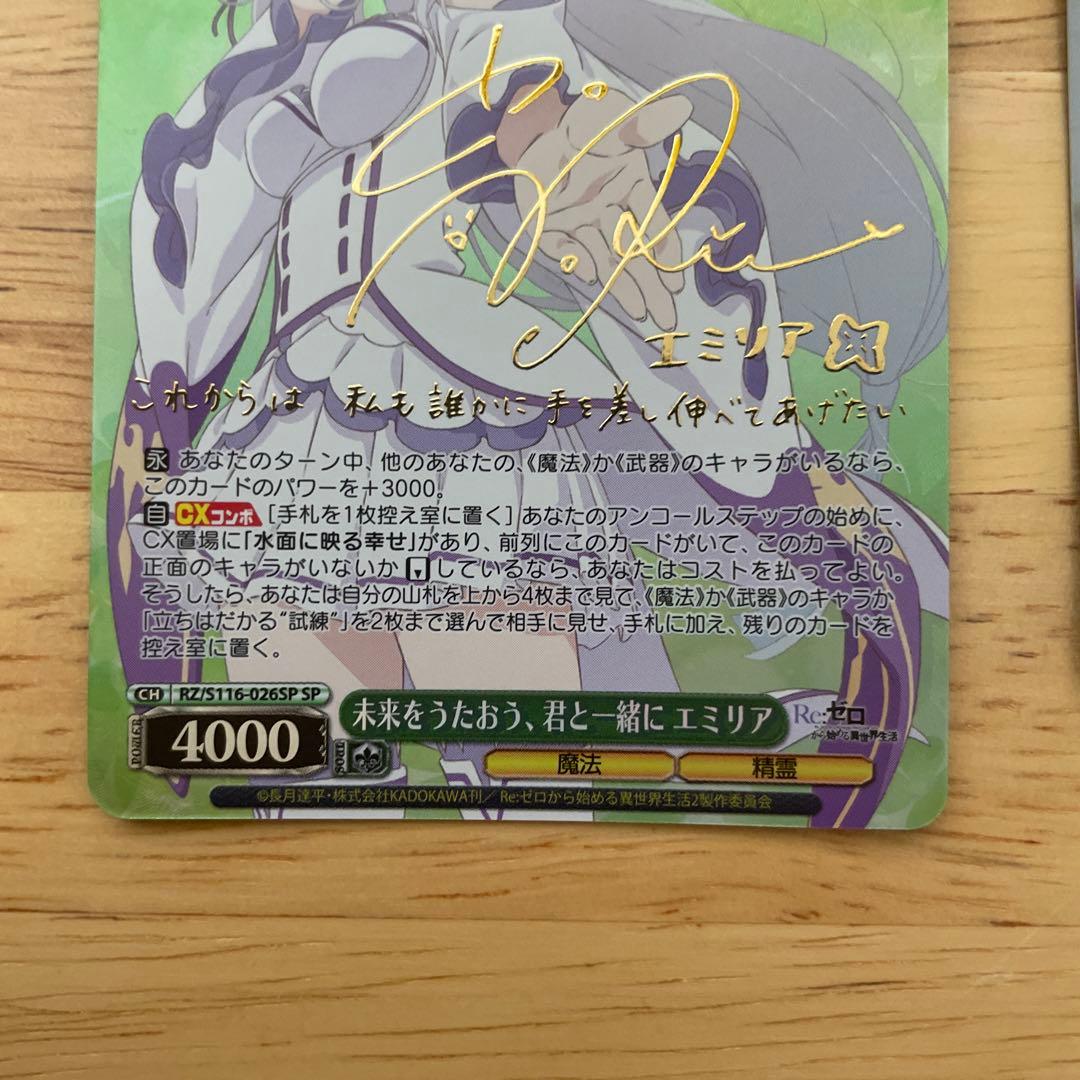 エミリア
これからは 私も誰かに 手を差し伸べてあげたい
永 あなたのターン中、他のあなたの、《魔法》か《武器》のキャラがいるなら、
このカードのパワーを+3000。
自 CXコンボ [手札を1枚控え室に置く] あなたのアンコールステップの始めに、
CX置場に「水面に映る幸せ」があり、前列にこのカードがいて、このカードの
正面のキャラがいないか しているなら、あなたはコストを払ってよい。
そうしたら、あなたは自分の山札を上から4枚まで見て、《魔法》か《武器》のキャラか
「立ちはだかる“試練”」を2枚まで選んで相手に見せ、手札に加え、残りのカードを
控え室に置く。
CH RZ/S116-026SP SP
POWER 4000 SOUL
未来をうたおう、君と一緒に エミリア
Re:ゼロ
から始める異世界生活
魔法 精霊
©長月達平・株式会社KADOKAWA刊／Re:ゼロから始める異世界生活2製作委員会